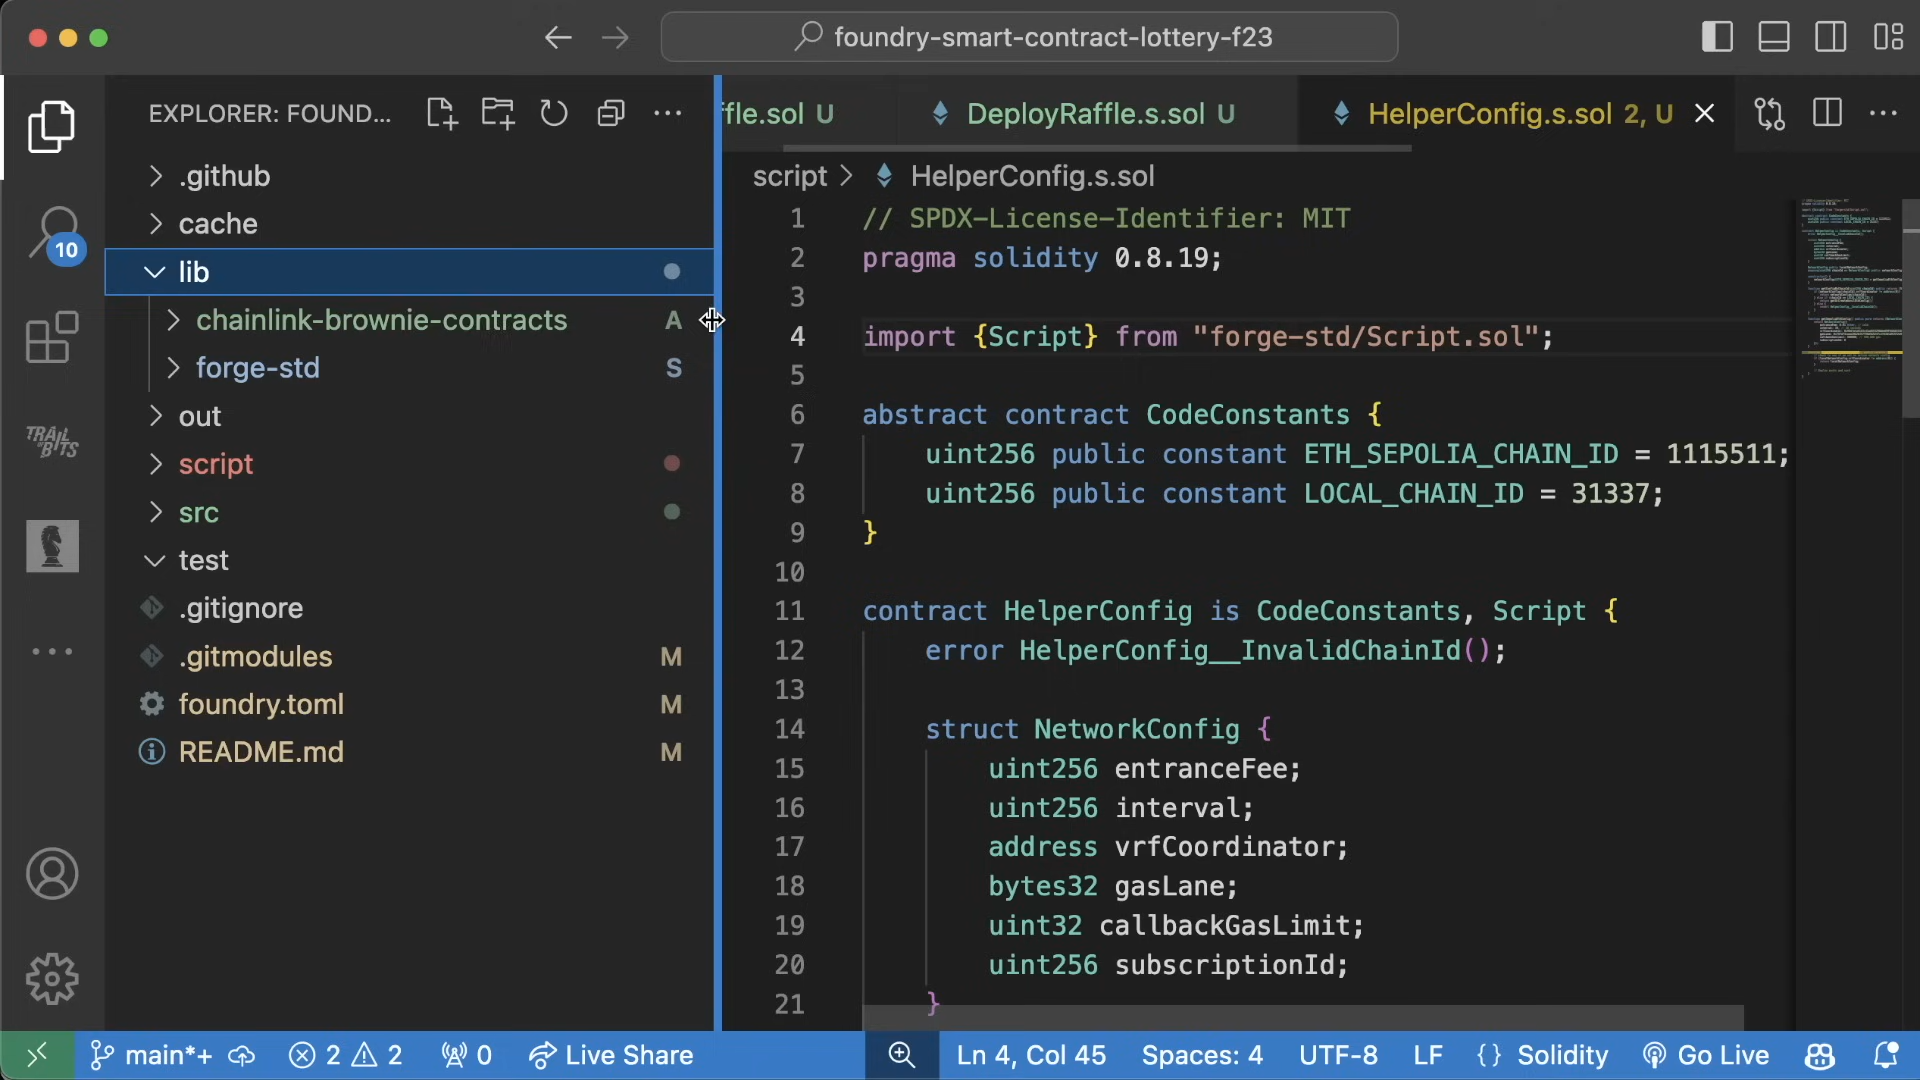 foundry-smart-contract-lottery-f23
EXPLORER: FOUND...
.github
cache
lib
chainlink-brownie-contracts A
forge-std S
out
script
src
test
.gitignore
.gitmodules M
foundry.toml M
README.md M
10
TRAIL OF BITS
ffle.sol U
DeployRaffle.s.sol U
HelperConfig.s.sol 2, U
script > HelperConfig.s.sol
1 // SPDX-License-Identifier: MIT
2 pragma solidity 0.8.19;
3
4 import {Script} from "forge-std/Script.sol";
5
6 abstract contract CodeConstants {
7 uint256 public constant ETH_SEPOLIA_CHAIN_ID = 1115511;
8 uint256 public constant LOCAL_CHAIN_ID = 31337;
9 }
10
11 contract HelperConfig is CodeConstants, Script {
12 error HelperConfig__InvalidChainId();
13
14 struct NetworkConfig {
15 uint256 entranceFee;
16 uint256 interval;
17 address vrfCoordinator;
18 bytes32 gasLane;
19 uint32 callbackGasLimit;
20 uint256 subscriptionId;
21 }
main*+ 2 2 0 Live Share Ln 4, Col 45 Spaces: 4 UTF-8 LF {} Solidity Go Live